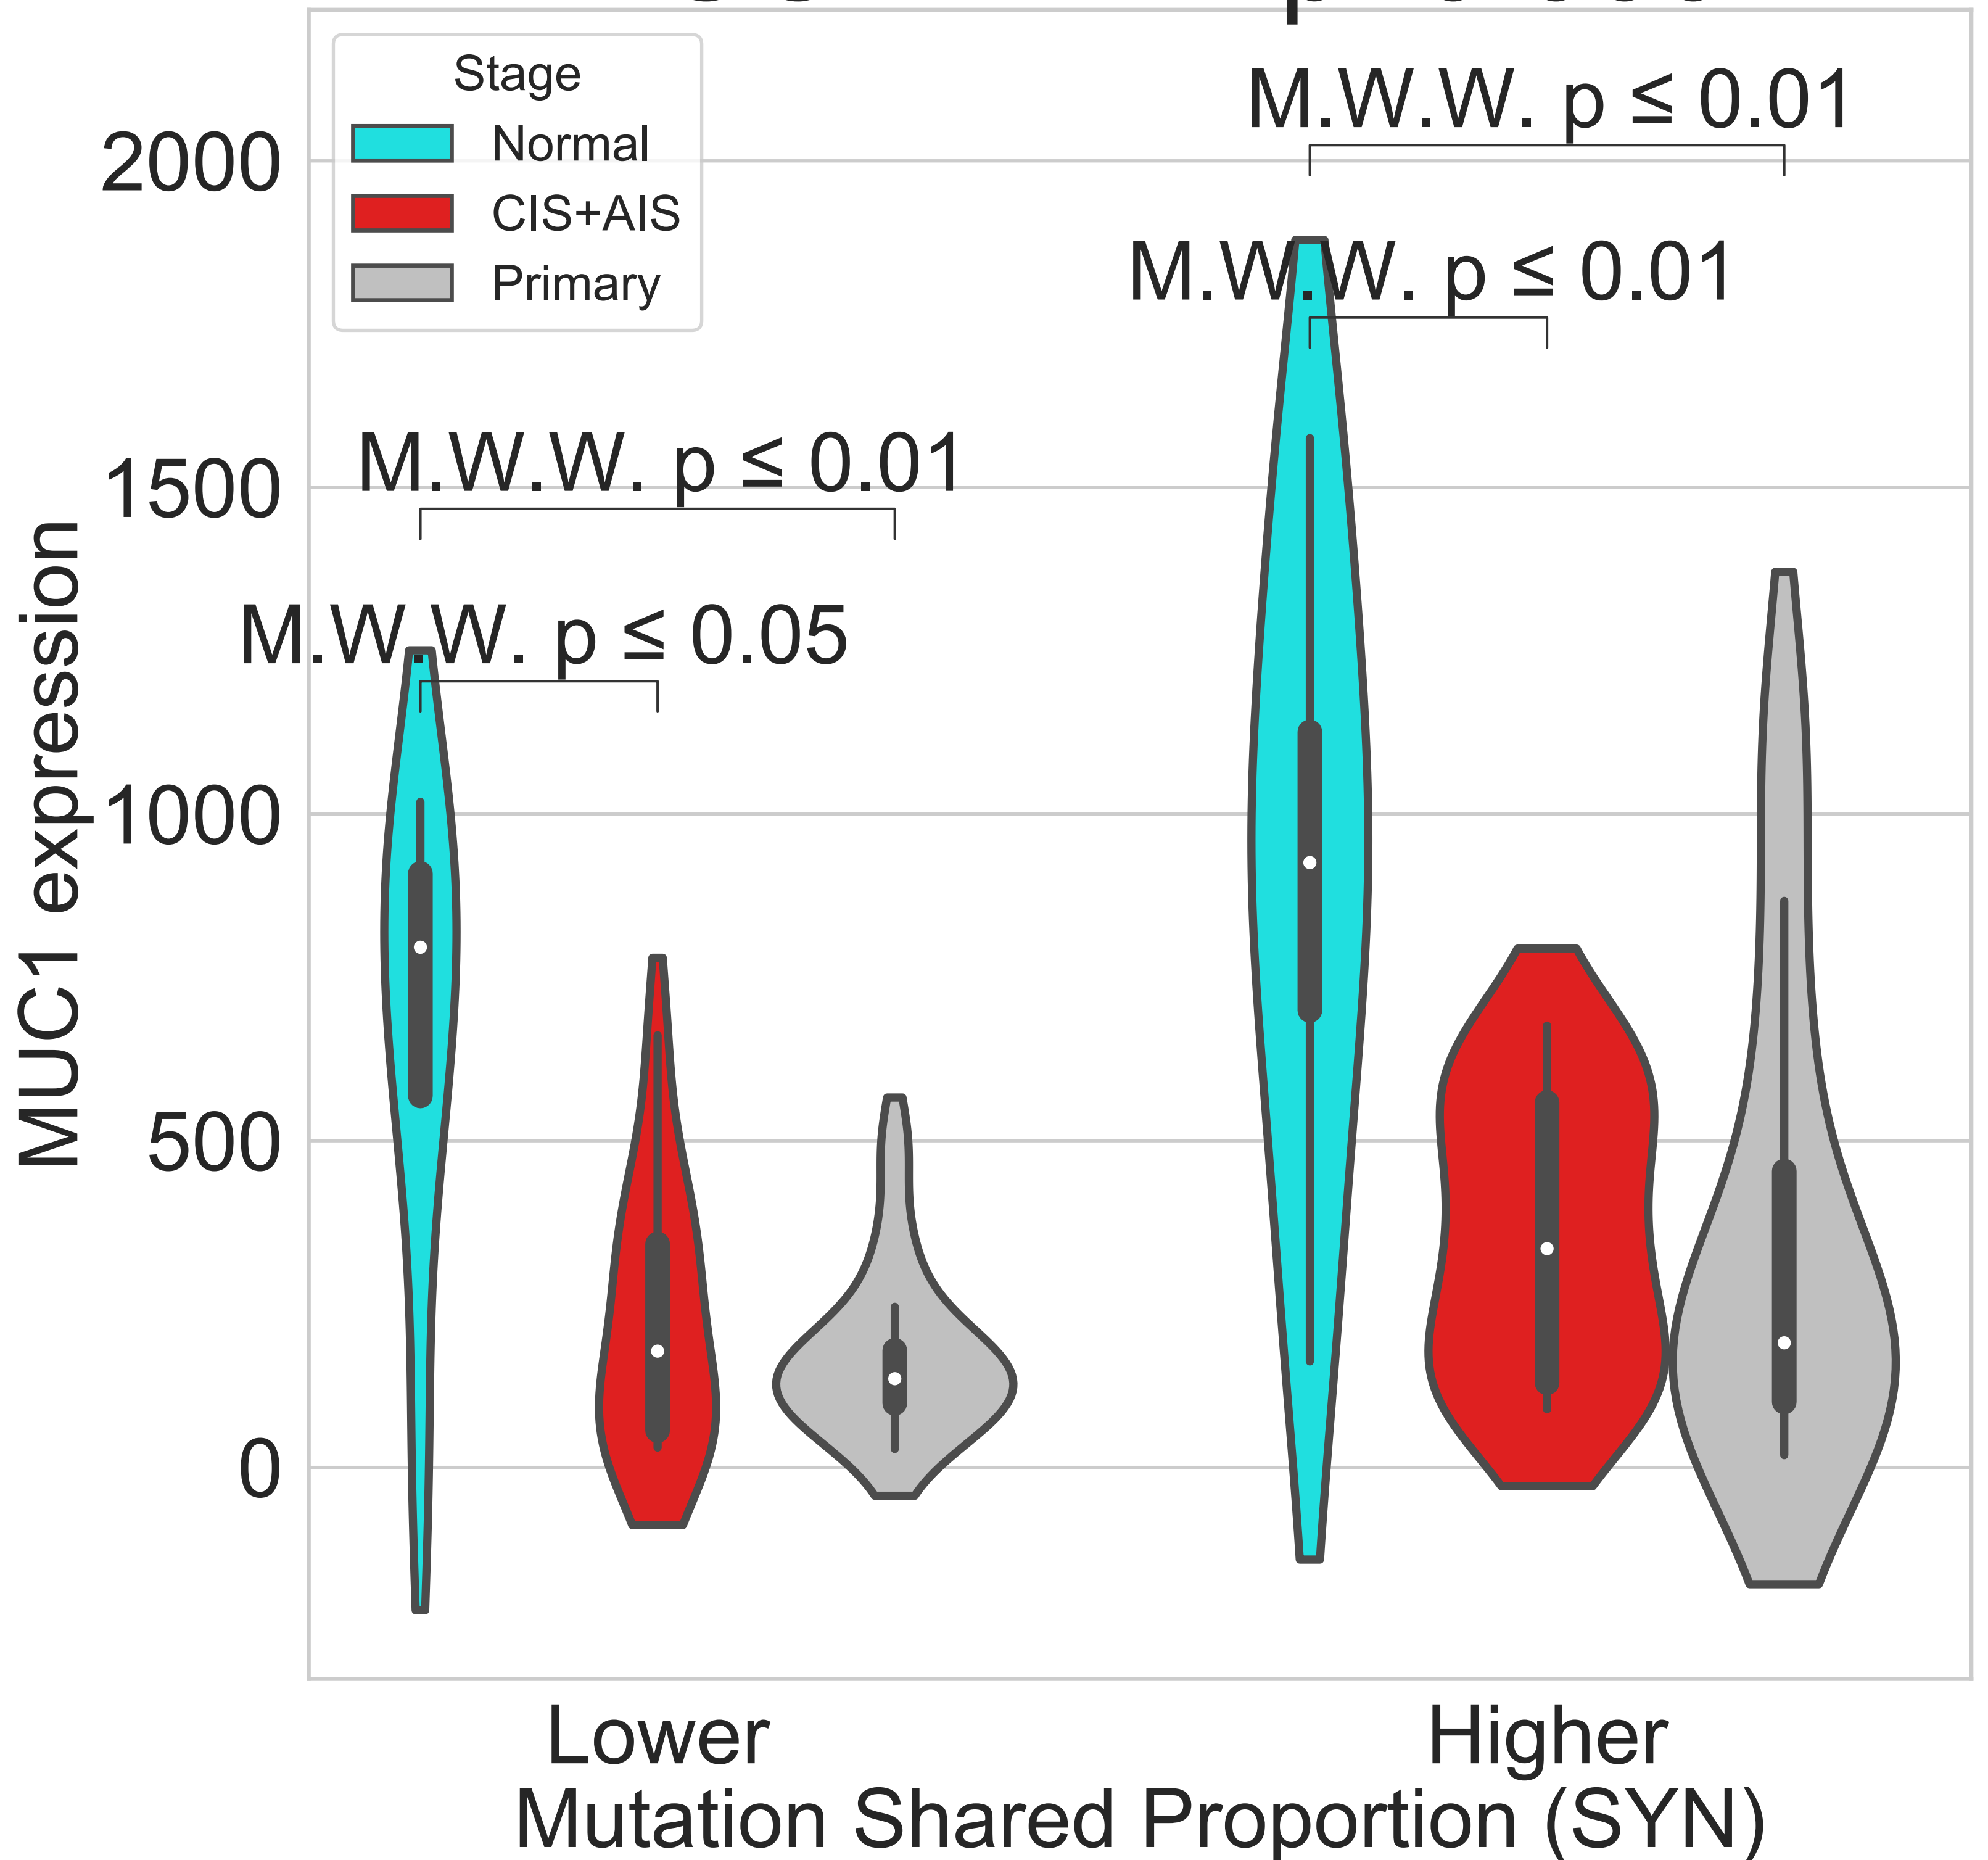 Stage
Normal
CIS+AIS
Primary
M.W.W. p ≤ 0.01
M.W.W. p ≤ 0.01
M.W.W. p ≤ 0.01
M.W.W. p ≤ 0.05
2000
1500
1000
500
0
MUC1 expression
Lower
Higher
Mutation Shared Proportion (SYN)